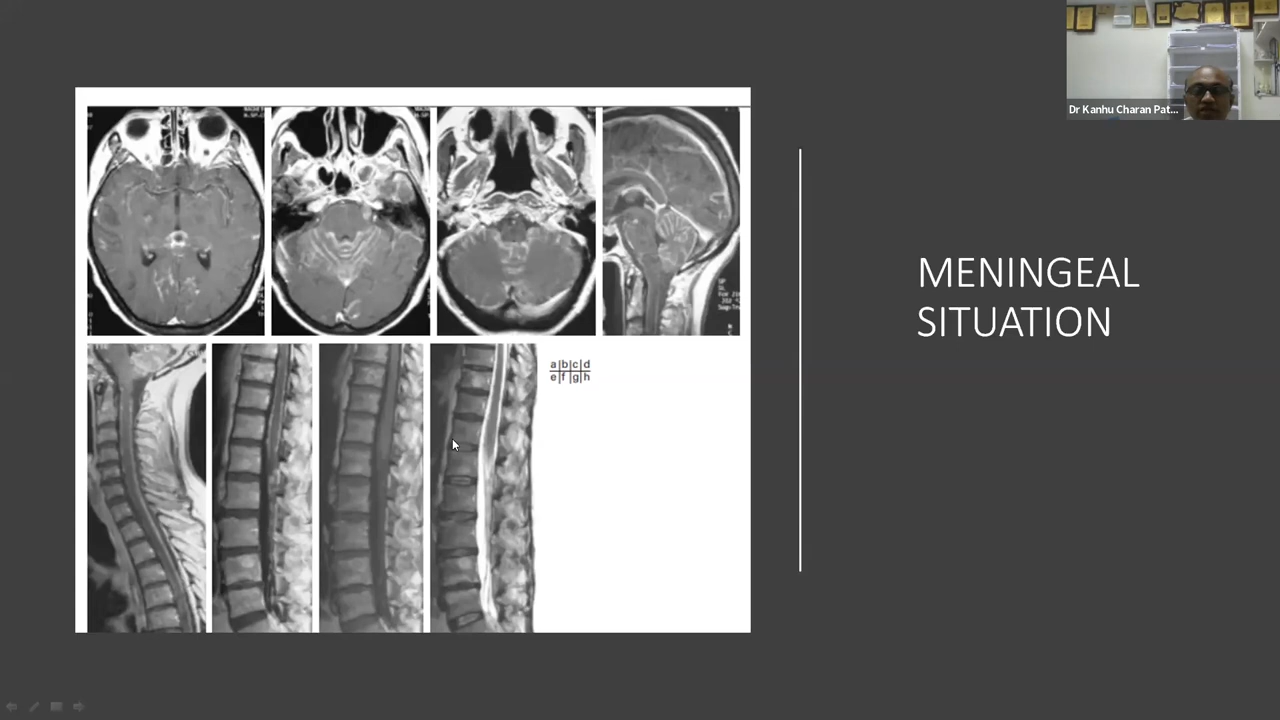 Dr Kanhu Charan Pat...
MENINGEAL
SITUATION
a|b|c|d
e|f|g|h